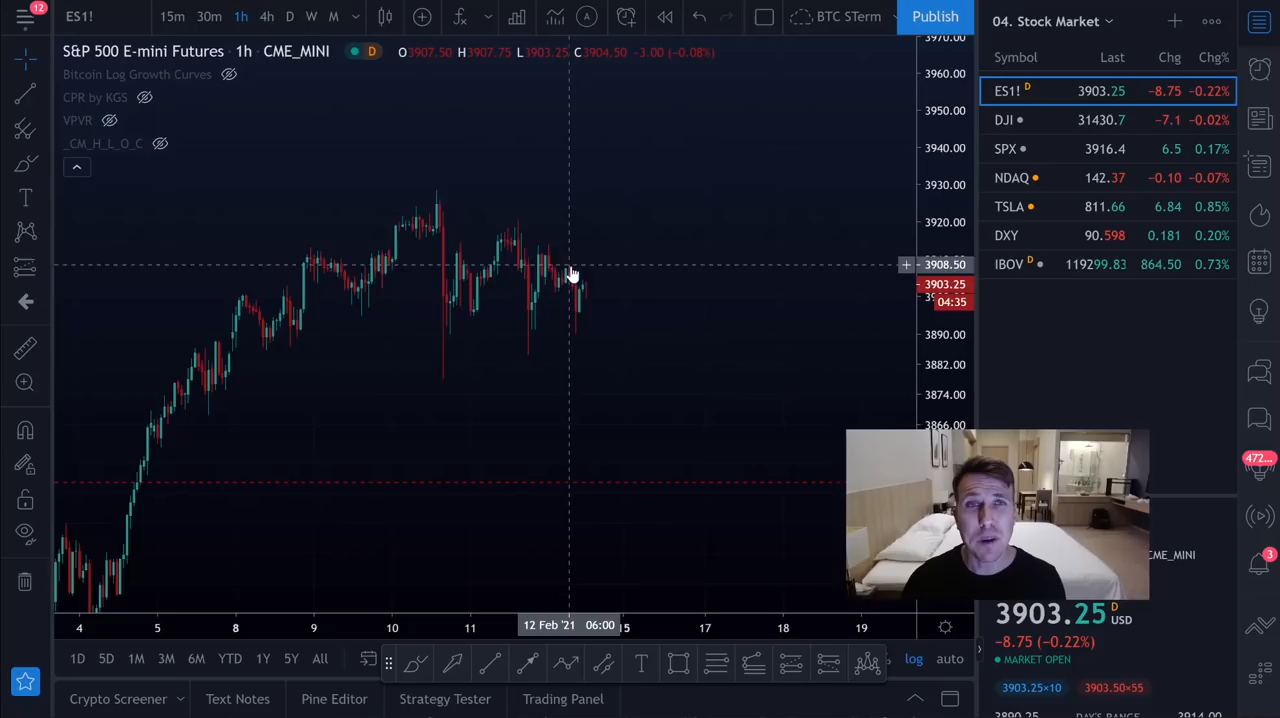 12
ES1!
15m 30m 1h 4h D W M
BTC STerm
Publish
04. Stock Market
S&P 500 E-mini Futures · 1h · CME_MINI D O3907.50 H3907.75 L3903.25 C3904.50 −3.00 (−0.08%)
Bitcoin Log Growth Curves
CPR by KGS
VPVR
_CM_H_L_O_C
3970.00
3960.00
3950.00
3940.00
3930.00
3920.00
3908.50
3903.25
04:35
3890.00
3882.00
3874.00
3866.00
Symbol Last Chg Chg%
ES1! D 3903.25 −8.75 −0.22%
DJI 31430.7 −7.1 −0.02%
SPX 3916.4 6.5 0.17%
NDAQ 142.37 −0.10 −0.07%
TSLA 811.66 6.84 0.85%
DXY 90.598 0.181 0.20%
IBOV D 119299.83 864.50 0.73%
472...
3
CME_MINI
3903.25 D USD
−8.75 (−0.22%)
MARKET OPEN
3903.25×10 3903.50×55
3890.25 DAY'S RANGE 3914.00
4 5 8 9 10 11 12 Feb '21 06:00 15 17 18 19
1D 5D 1M 3M 6M YTD 1Y 5Y All
log auto
Crypto Screener Text Notes Pine Editor Strategy Tester Trading Panel